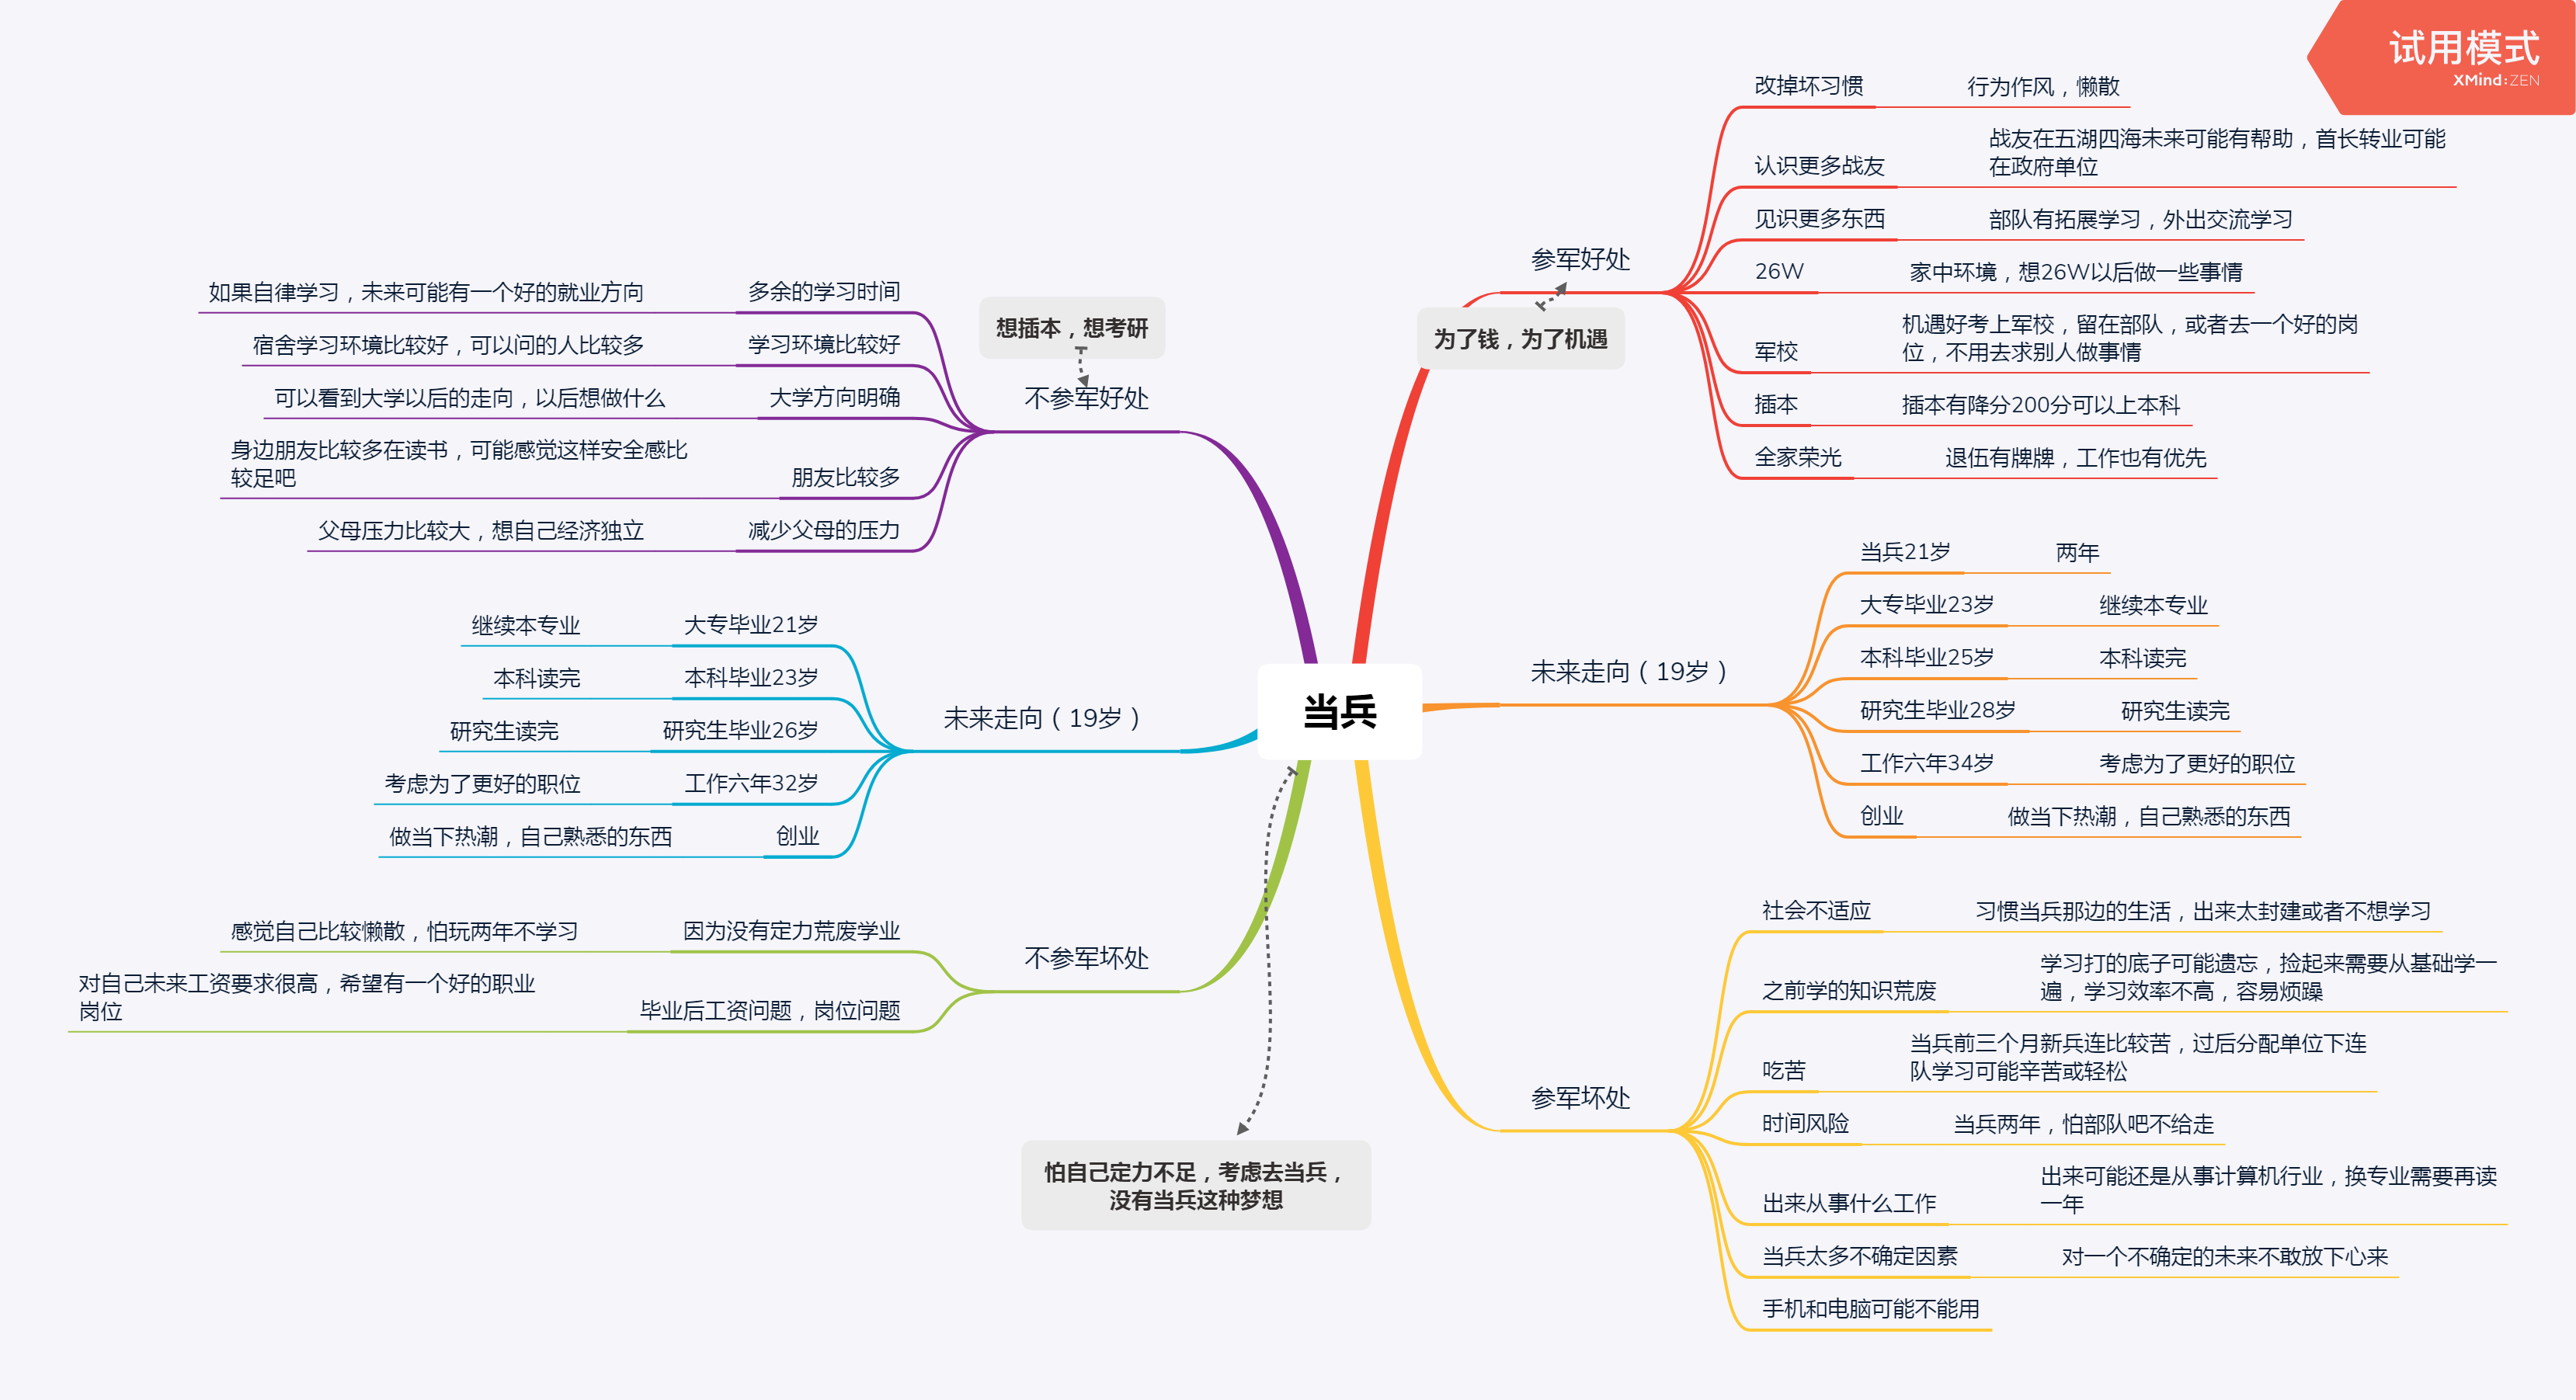 试用模式
XMind:ZEN
当兵
参军好处
为了钱，为了机遇
改掉坏习惯
行为作风，懒散
认识更多战友
战友在五湖四海未来可能有帮助，首长转业可能
在政府单位
见识更多东西
部队有拓展学习，外出交流学习
26W
家中环境，想26W以后做一些事情
军校
机遇好考上军校，留在部队，或者去一个好的岗
位，不用去求别人做事情
插本
插本有降分200分可以上本科
全家荣光
退伍有牌牌，工作也有优先
未来走向（19岁）
当兵21岁
两年
大专毕业23岁
继续本专业
本科毕业25岁
本科读完
研究生毕业28岁
研究生读完
工作六年34岁
考虑为了更好的职位
创业
做当下热潮，自己熟悉的东西
参军坏处
社会不适应
习惯当兵那边的生活，出来太封建或者不想学习
之前学的知识荒废
学习打的底子可能遗忘，捡起来需要从基础学一
遍，学习效率不高，容易烦躁
吃苦
当兵前三个月新兵连比较苦，过后分配单位下连
队学习可能辛苦或轻松
时间风险
当兵两年，怕部队吧不给走
出来从事什么工作
出来可能还是从事计算机行业，换专业需要再读
一年
当兵太多不确定因素
对一个不确定的未来不敢放下心来
手机和电脑可能不能用
想插本，想考研
不参军好处
多余的学习时间
如果自律学习，未来可能有一个好的就业方向
学习环境比较好
宿舍学习环境比较好，可以问的人比较多
大学方向明确
可以看到大学以后的走向，以后想做什么
朋友比较多
身边朋友比较多在读书，可能感觉这样安全感比
较足吧
减少父母的压力
父母压力比较大，想自己经济独立
未来走向（19岁）
大专毕业21岁
继续本专业
本科毕业23岁
本科读完
研究生毕业26岁
研究生读完
工作六年32岁
考虑为了更好的职位
创业
做当下热潮，自己熟悉的东西
不参军坏处
因为没有定力荒废学业
感觉自己比较懒散，怕玩两年不学习
毕业后工资问题，岗位问题
对自己未来工资要求很高，希望有一个好的职业
岗位
怕自己定力不足，考虑去当兵，
没有当兵这种梦想